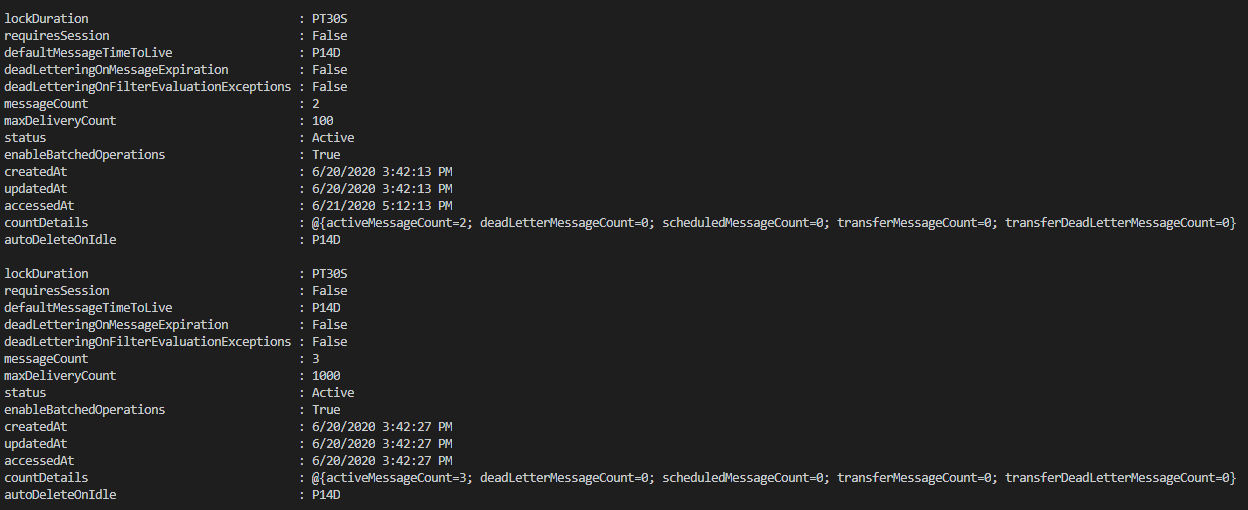 lockDuration : PT30S
requiresSession : False
defaultMessageTimeToLive : P14D
deadLetteringOnMessageExpiration : False
deadLetteringOnFilterEvaluationExceptions : False
messageCount : 2
maxDeliveryCount : 100
status : Active
enableBatchedOperations : True
createdAt : 6/20/2020 3:42:13 PM
updatedAt : 6/20/2020 3:42:13 PM
accessedAt : 6/21/2020 5:12:13 PM
countDetails : @{activeMessageCount=2; deadLetterMessageCount=0; scheduledMessageCount=0; transferMessageCount=0; transferDeadLetterMessageCount=0}
autoDeleteOnIdle : P14D
lockDuration : PT30S
requiresSession : False
defaultMessageTimeToLive : P14D
deadLetteringOnMessageExpiration : False
deadLetteringOnFilterEvaluationExceptions : False
messageCount : 3
maxDeliveryCount : 1000
status : Active
enableBatchedOperations : True
createdAt : 6/20/2020 3:42:27 PM
updatedAt : 6/20/2020 3:42:27 PM
accessedAt : 6/20/2020 3:42:27 PM
countDetails : @{activeMessageCount=3; deadLetterMessageCount=0; scheduledMessageCount=0; transferMessageCount=0; transferDeadLetterMessageCount=0}
autoDeleteOnIdle : P14D